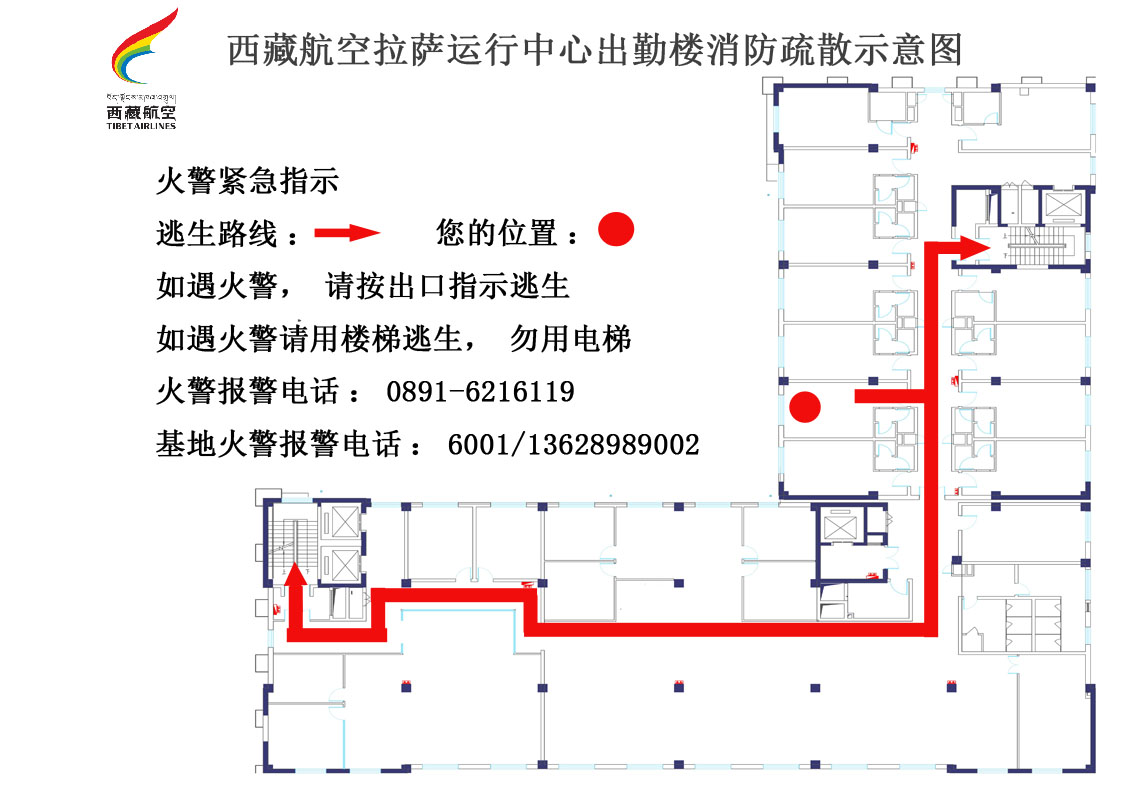 西藏航空拉萨运行中心出勤楼消防疏散示意图
西藏航空
TIBET AIRLINES
火警紧急指示
逃生路线： 您的位置：
如遇火警， 请按出口指示逃生
如遇火警请用楼梯逃生， 勿用电梯
火警报警电话： 0891-6216119
基地火警报警电话： 6001/13628989002
上
下
上
下